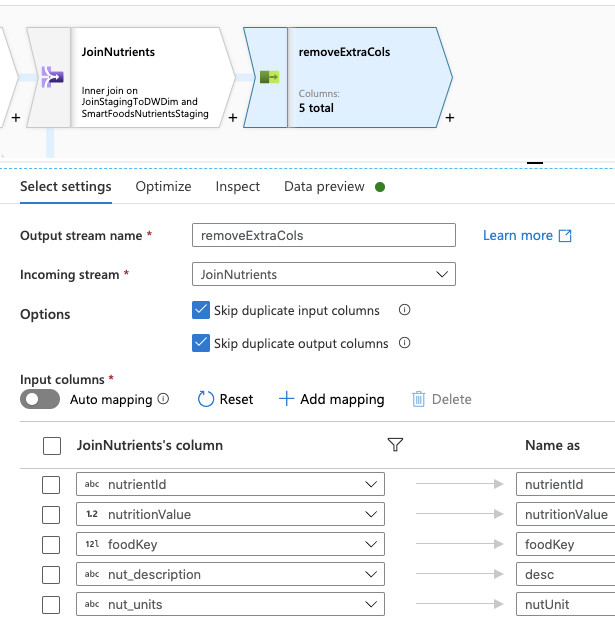 JoinNutrients
Inner join on
JoinStagingToDWDim and
SmartFoodsNutrientsStaging
+
+
removeExtraCols
Columns:
5 total
+
Select settings Optimize Inspect Data preview
Output stream name * removeExtraCols Learn more
Incoming stream * JoinNutrients
Options Skip duplicate input columns
Skip duplicate output columns
Input columns *
Auto mapping Reset + Add mapping Delete
JoinNutrients's column Name as
abc nutrientId nutrientId
1.2 nutritionValue nutritionValue
12l foodKey foodKey
abc nut_description desc
abc nut_units nutUnit